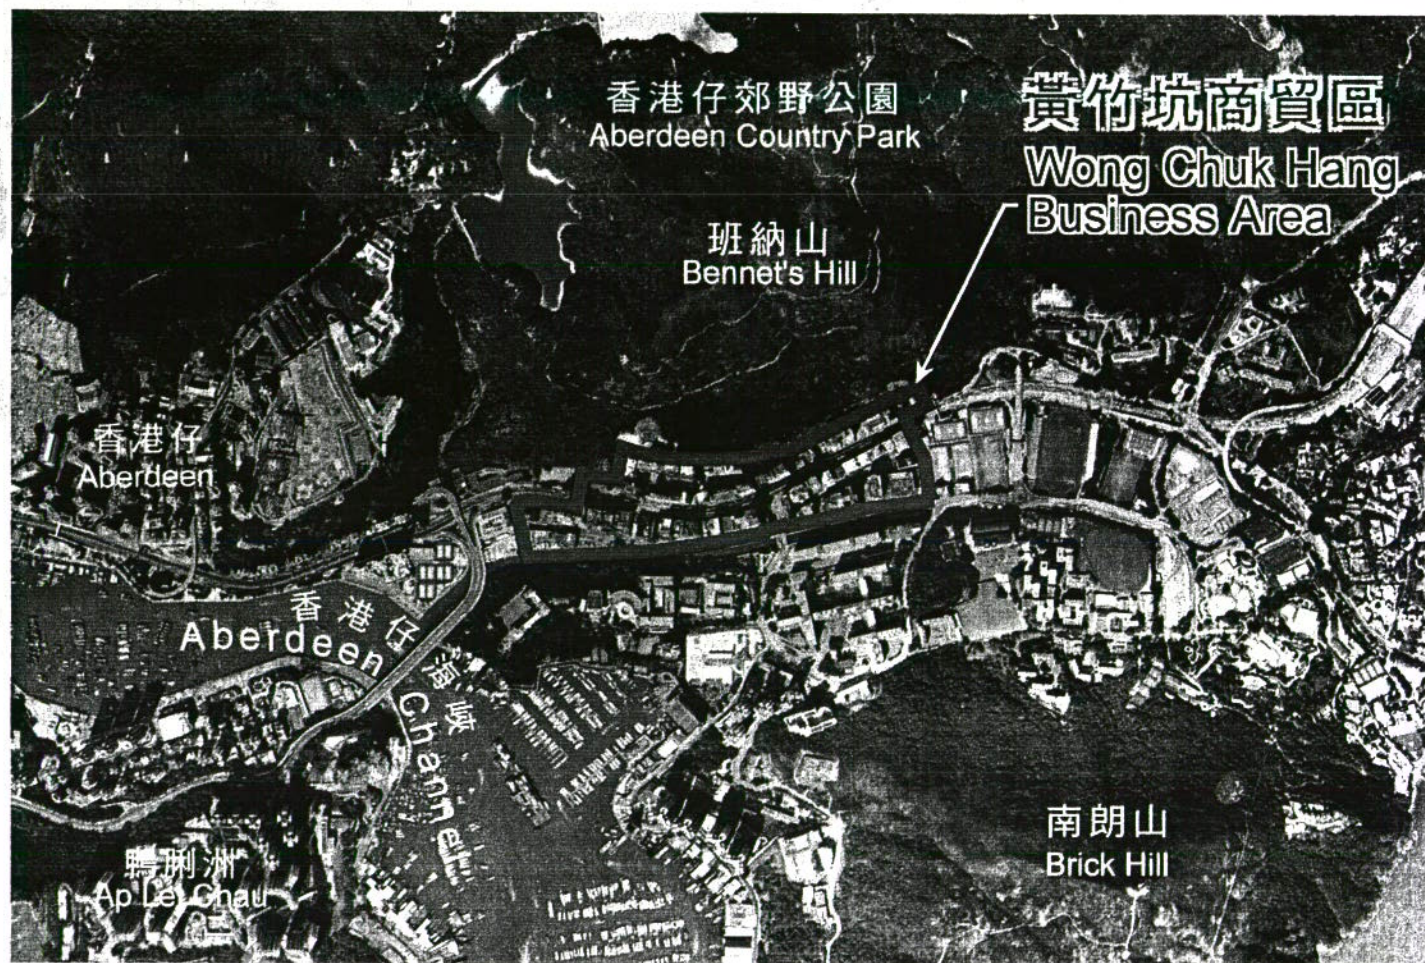 香港仔郊野公園
Aberdeen Country Park
黃竹坑商貿區
Wong Chuk Hang
Business Area
班納山
Bennet's Hill
香港仔
Aberdeen
香港仔海峽
Aberdeen Channel
南朗山
Brick Hill
鴨脷洲
Ap Lei Chau